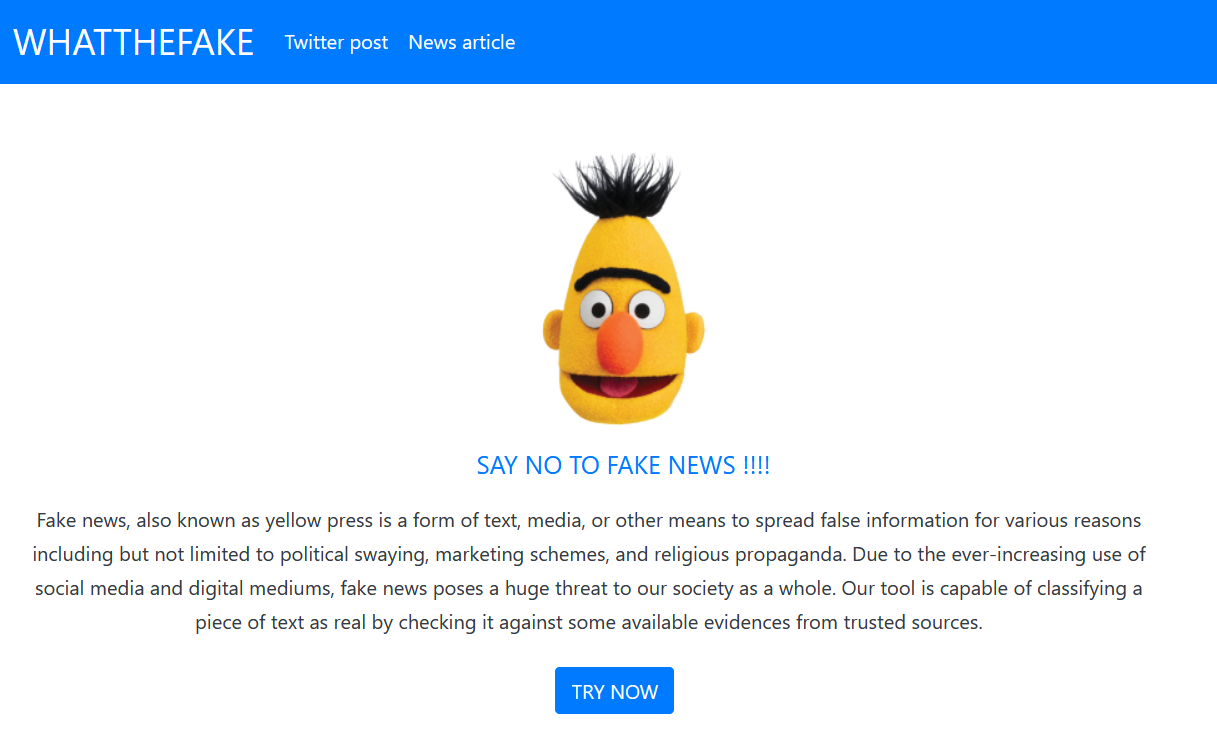 WHATTHEFAKE Twitter post News article
SAY NO TO FAKE NEWS !!!!
Fake news, also known as yellow press is a form of text, media, or other means to spread false information for various reasons
including but not limited to political swaying, marketing schemes, and religious propaganda. Due to the ever-increasing use of
social media and digital mediums, fake news poses a huge threat to our society as a whole. Our tool is capable of classifying a
piece of text as real by checking it against some available evidences from trusted sources.
TRY NOW